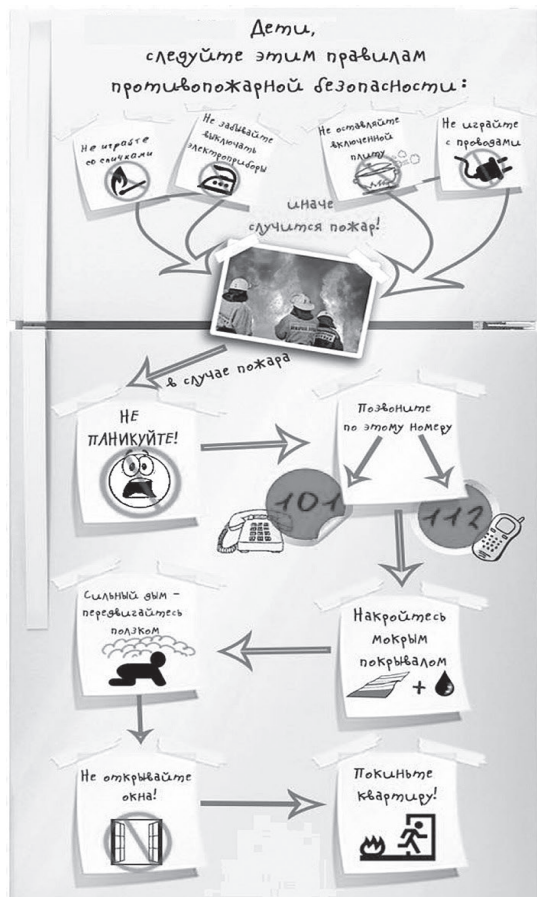 Дети,
следуйте этим правилам
противопожарной безопасности:
Не играйте
со спичками
Не забывайте
выключать
электроприборы
Не оставляйте
включенной
плиту
Не играйте
с проводами
иначе
случится пожар!
в случае пожара
НЕ
ПАНИКУЙТЕ!
Позвоните
по этому номеру
101
112
Сильный дым –
передвигайтесь
ползком
Накройтесь
мокрым
покрывалом
+
Не открывайте
окна!
Покиньте
квартиру!